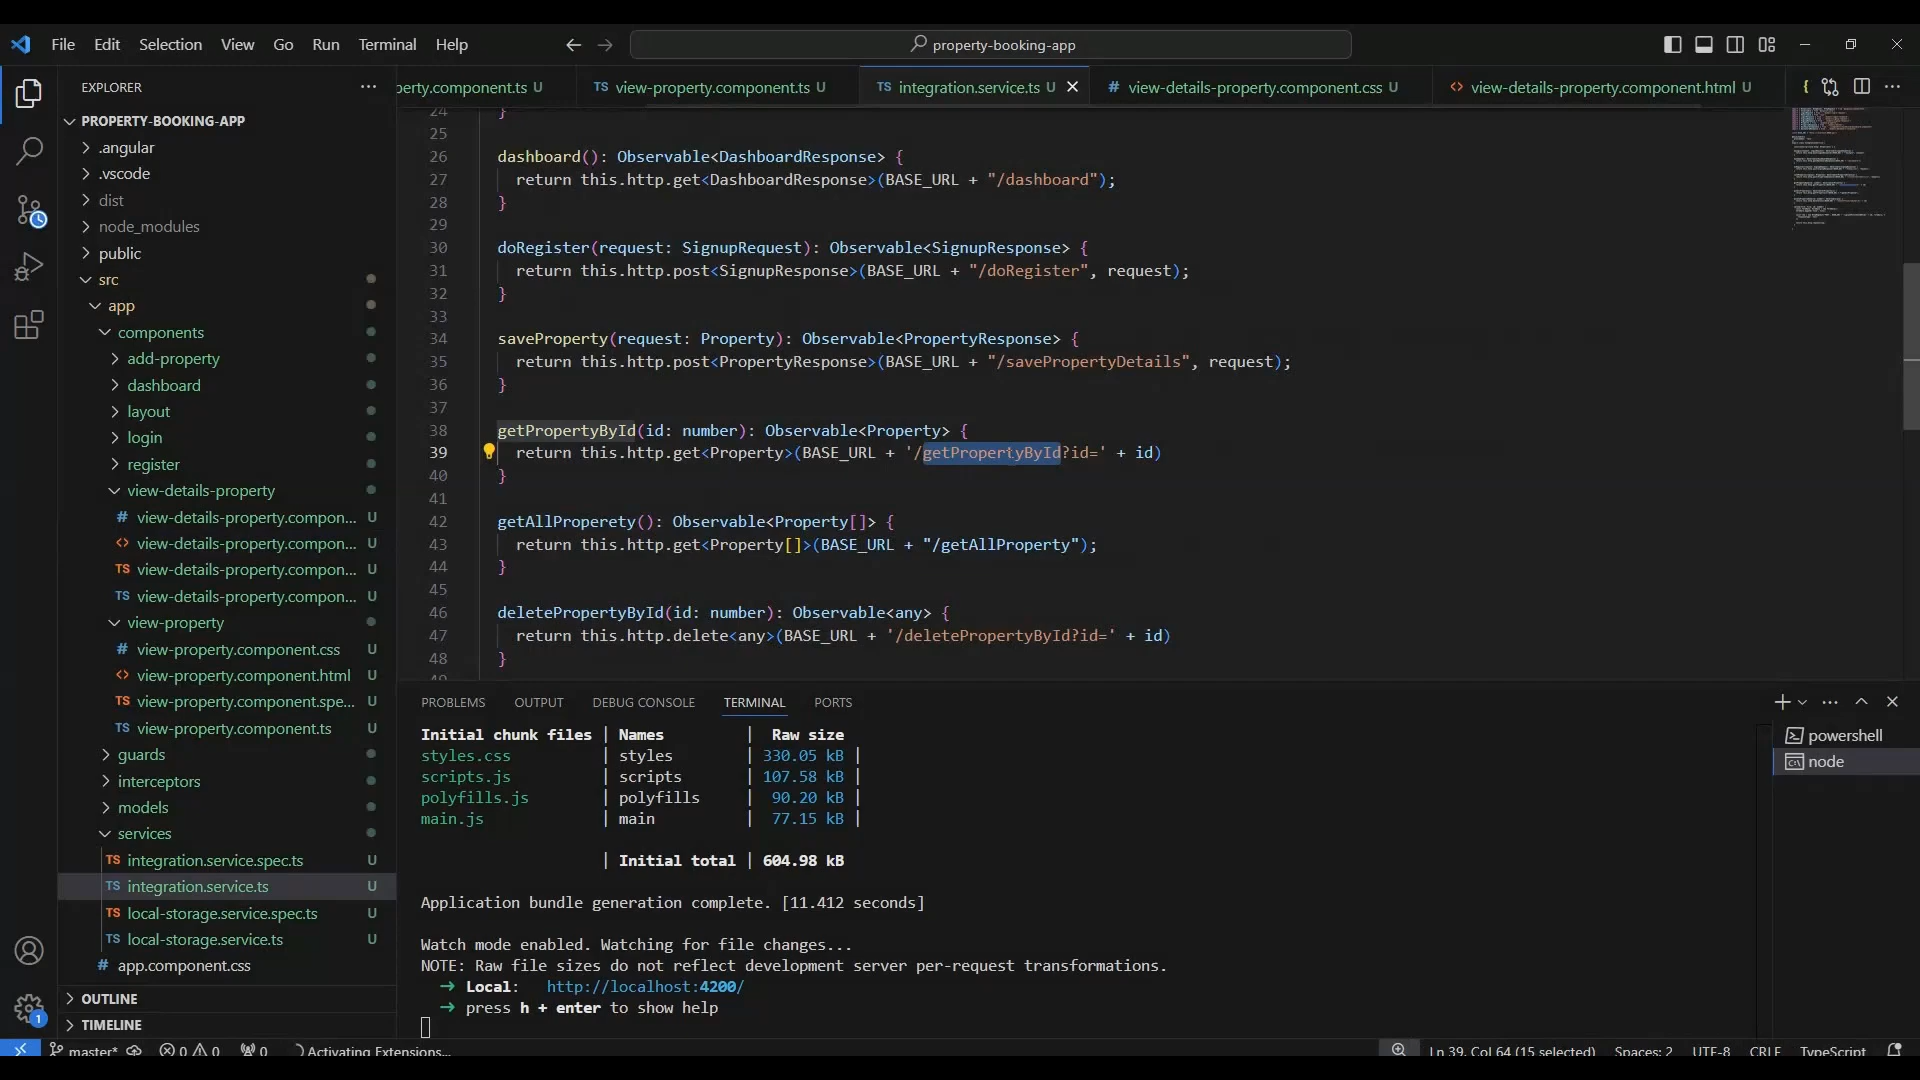 File Edit Selection View Go Run Terminal Help
property-booking-app
EXPLORER
PROPERTY-BOOKING-APP
.angular
.vscode
dist
node_modules
public
src
app
components
add-property
dashboard
layout
login
register
view-details-property
# view-details-property.compon... U
<> view-details-property.compon... U
TS view-details-property.compon... U
TS view-details-property.compon... U
view-property
# view-property.component.css U
<> view-property.component.html U
TS view-property.component.spe... U
TS view-property.component.ts U
guards
interceptors
models
services
TS integration.service.spec.ts U
TS integration.service.ts U
TS local-storage.service.spec.ts U
TS local-storage.service.ts U
# app.component.css
OUTLINE
TIMELINE
perty.component.ts U TS view-property.component.ts U TS integration.service.ts U # view-details-property.component.css U <> view-details-property.component.html U {
24 }
25
26 dashboard(): Observable<DashboardResponse> {
27 return this.http.get<DashboardResponse>(BASE_URL + "/dashboard");
28 }
29
30 doRegister(request: SignupRequest): Observable<SignupResponse> {
31 return this.http.post<SignupResponse>(BASE_URL + "/doRegister", request);
32 }
33
34 saveProperty(request: Property): Observable<PropertyResponse> {
35 return this.http.post<PropertyResponse>(BASE_URL + "/savePropertyDetails", request);
36 }
37
38 getPropertyById(id: number): Observable<Property> {
39 return this.http.get<Property>(BASE_URL + '/getPropertyById?id=' + id)
40 }
41
42 getAllProperety(): Observable<Property[]> {
43 return this.http.get<Property[]>(BASE_URL + "/getAllProperty");
44 }
45
46 deletePropertyById(id: number): Observable<any> {
47 return this.http.delete<any>(BASE_URL + '/deletePropertyById?id=' + id)
48 }
49
PROBLEMS OUTPUT DEBUG CONSOLE TERMINAL PORTS
Initial chunk files | Names | Raw size
styles.css | styles | 330.05 kB |
scripts.js | scripts | 107.58 kB |
polyfills.js | polyfills | 90.20 kB |
main.js | main | 77.15 kB |
| Initial total | 604.98 kB
Application bundle generation complete. [11.412 seconds]
Watch mode enabled. Watching for file changes...
NOTE: Raw file sizes do not reflect development server per-request transformations.
➜ Local: http://localhost:4200/
➜ press h + enter to show help
powershell
node
1
master* 0 0 0 Activating Extensions... Ln 39, Col 64 (15 selected) Spaces: 2 UTF-8 CRLF TypeScript